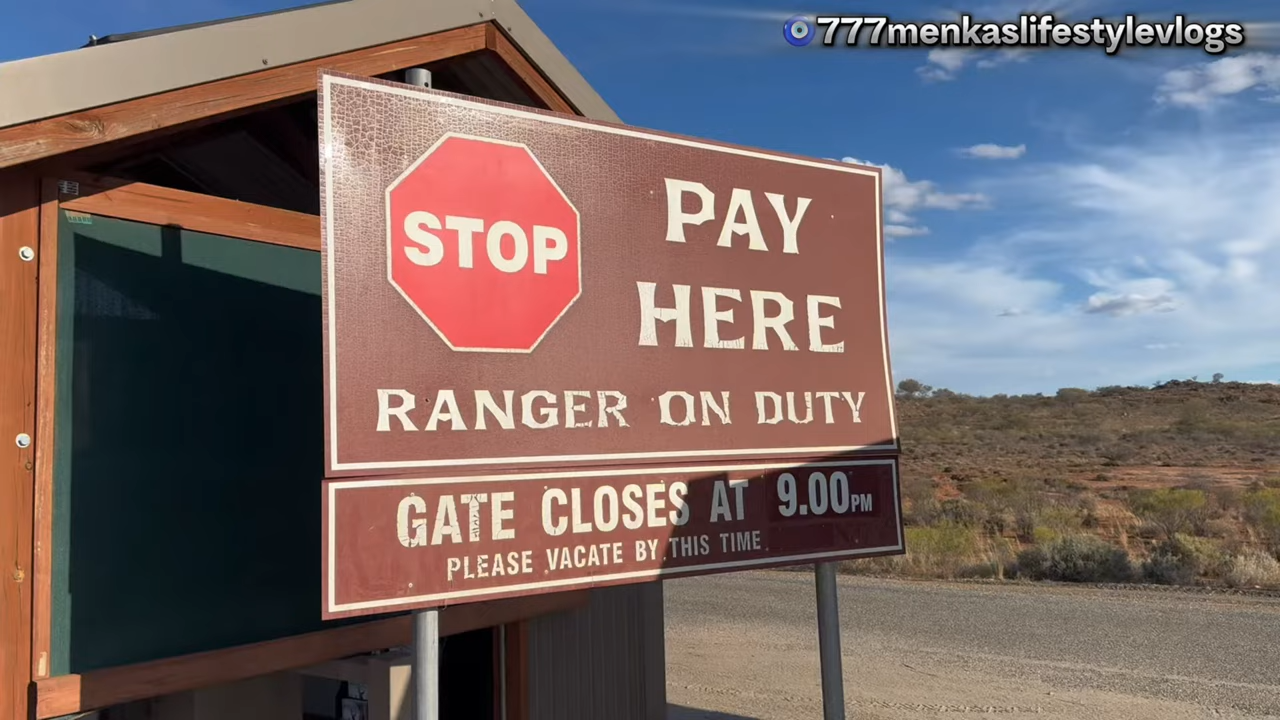 777menkaslifestylevlogs
STOP
PAY
HERE
RANGER ON DUTY
GATE CLOSES AT 9.00PM
PLEASE VACATE BY THIS TIME